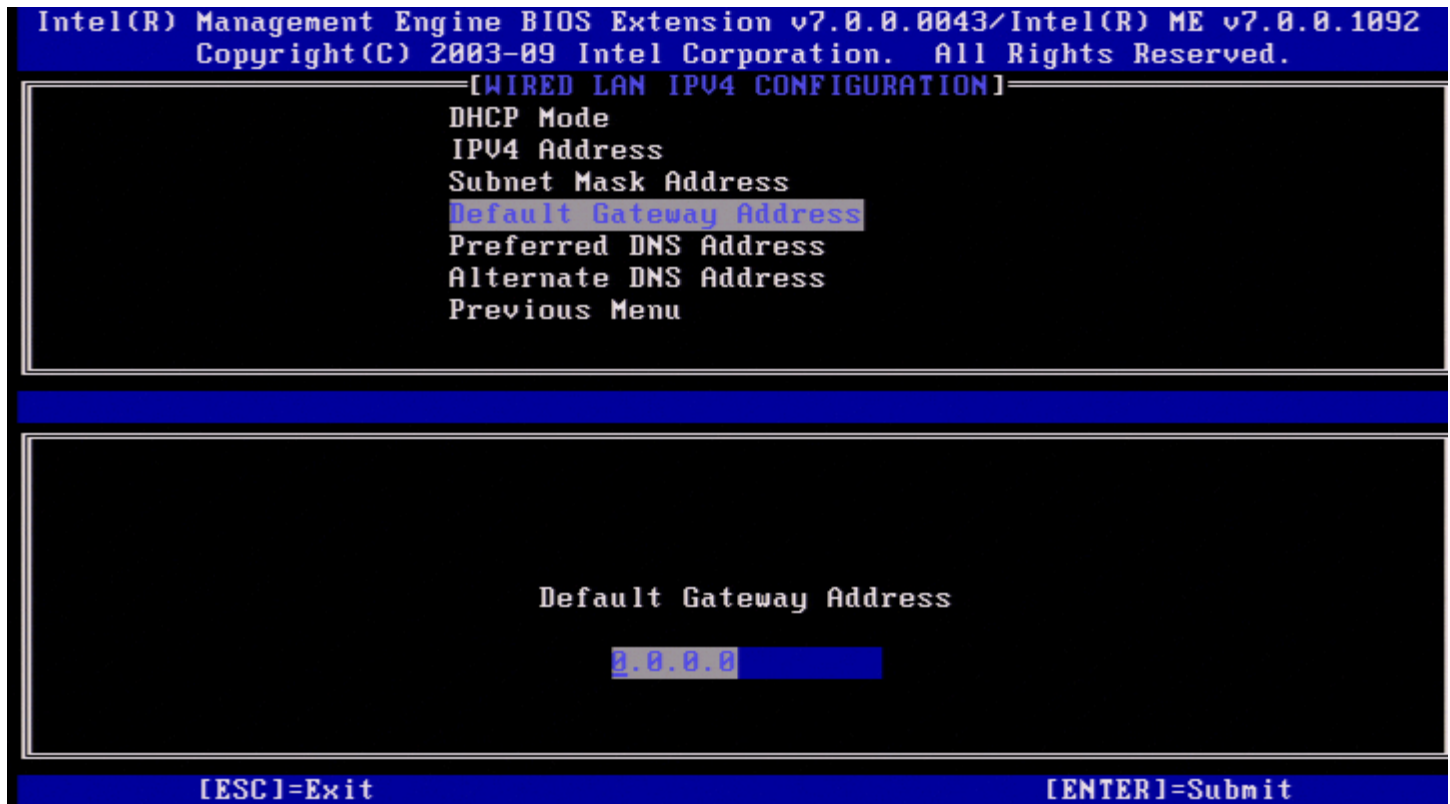 Intel(R) Management Engine BIOS Extension v7.0.0.0043/Intel(R) ME v7.0.0.1092
Copyright(C) 2003-09 Intel Corporation. All Rights Reserved.
[WIRED LAN IPV4 CONFIGURATION]
DHCP Mode
IPV4 Address
Subnet Mask Address
Default Gateway Address
Preferred DNS Address
Alternate DNS Address
Previous Menu
Default Gateway Address
0.0.0.0
[ESC]=Exit [ENTER]=Submit